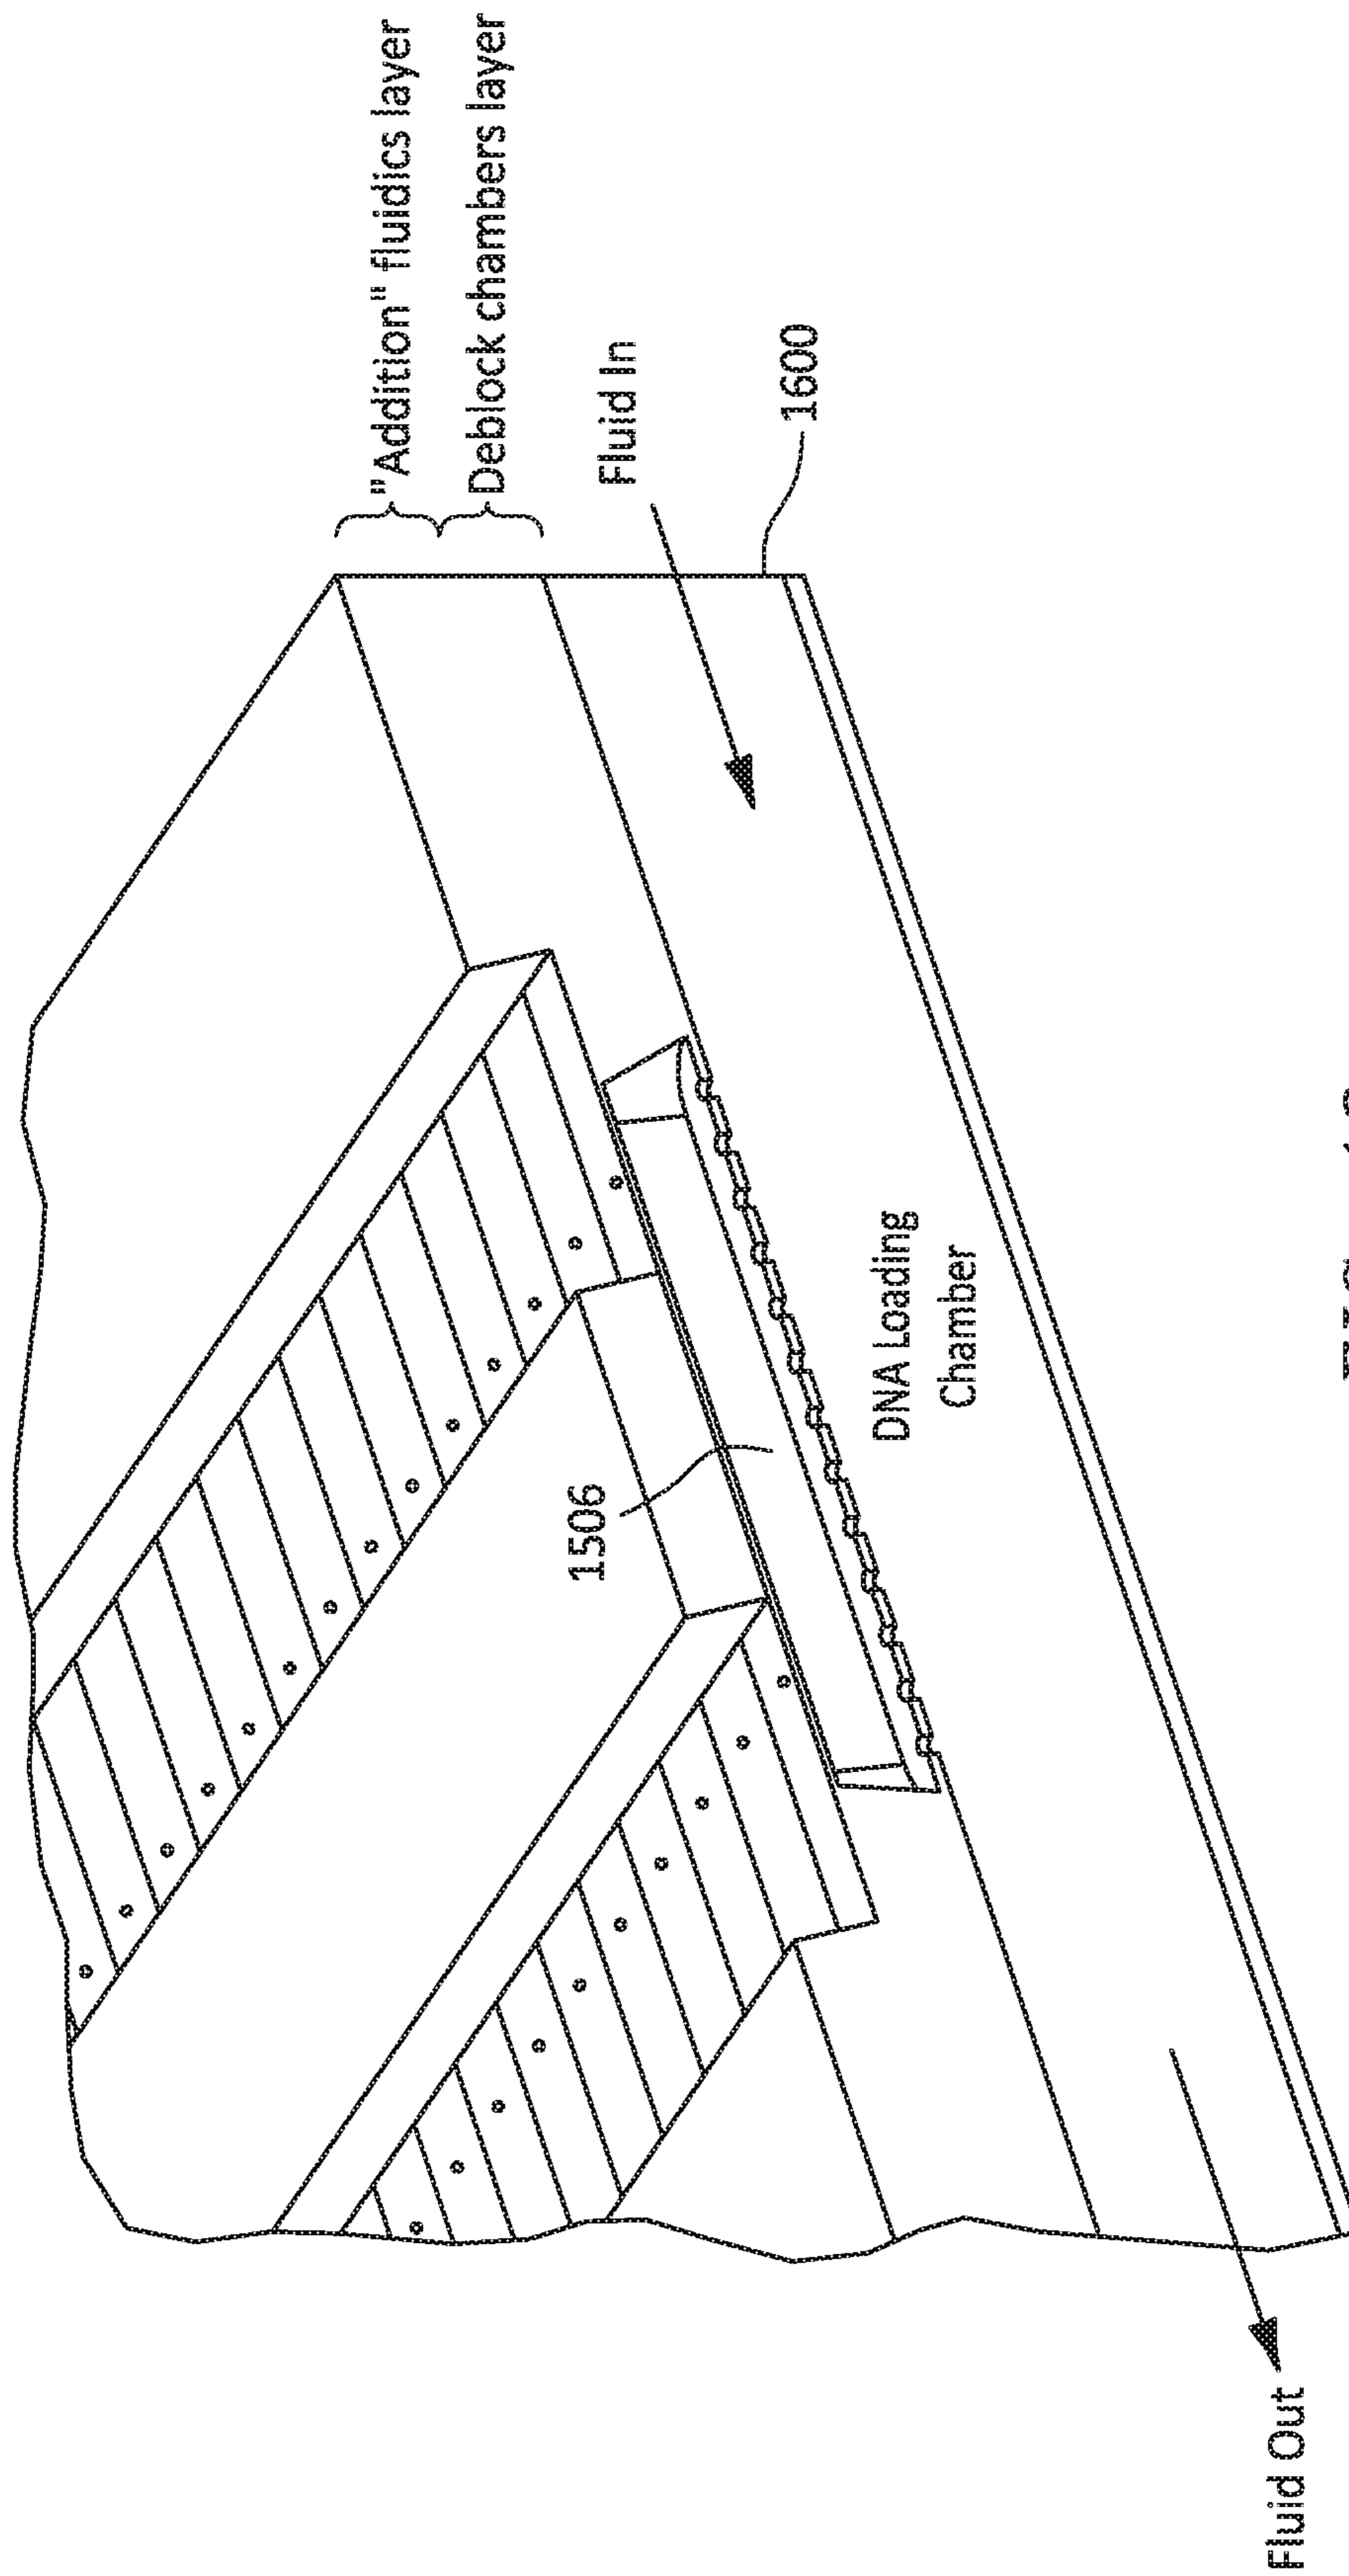 "Addition" fluidics layer
Deblock chambers layer
Fluid In
1600
1506
DNA Loading
Chamber
Fluid Out